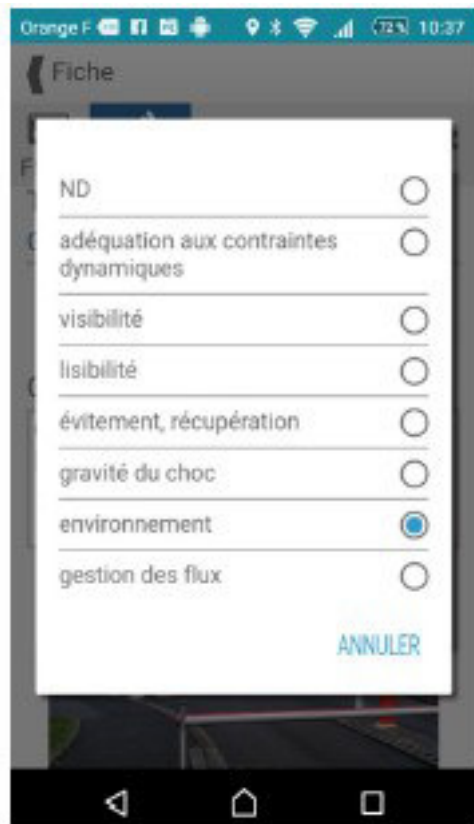 Orange F 72% 10:37
Fiche
ND
adéquation aux contraintes
dynamiques
visibilité
lisibilité
évitement, récupération
gravité du choc
environnement
gestion des flux
ANNULER